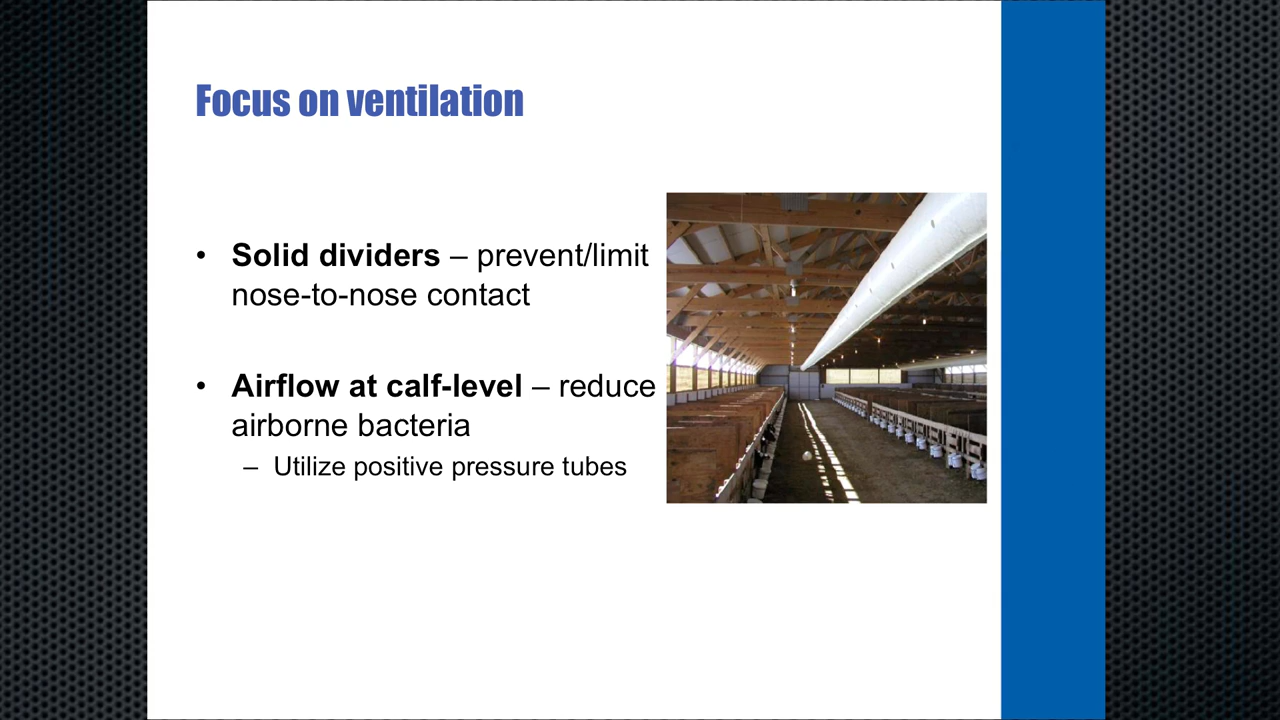 Focus on ventilation
• Solid dividers – prevent/limit
nose-to-nose contact
• Airflow at calf-level – reduce
airborne bacteria
– Utilize positive pressure tubes